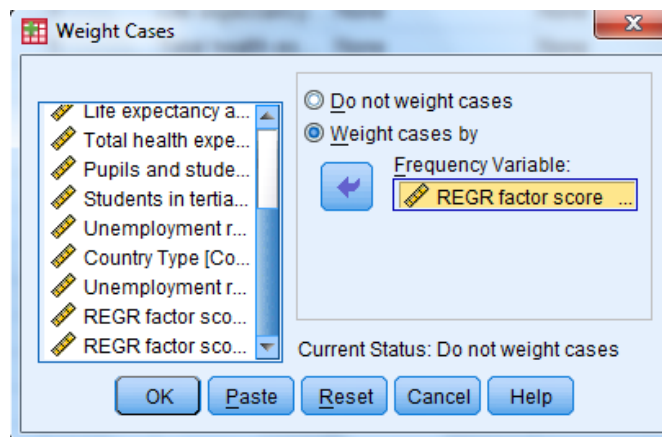 Weight Cases
Life expectancy a...
Total health expe...
Pupils and stude...
Students in tertia...
Unemployment r...
Country Type [Co...
Unemployment r...
REGR factor sco...
REGR factor sco...
Do not weight cases
Weight cases by
Frequency Variable:
REGR factor score ...
Current Status: Do not weight cases
OK Paste Reset Cancel Help